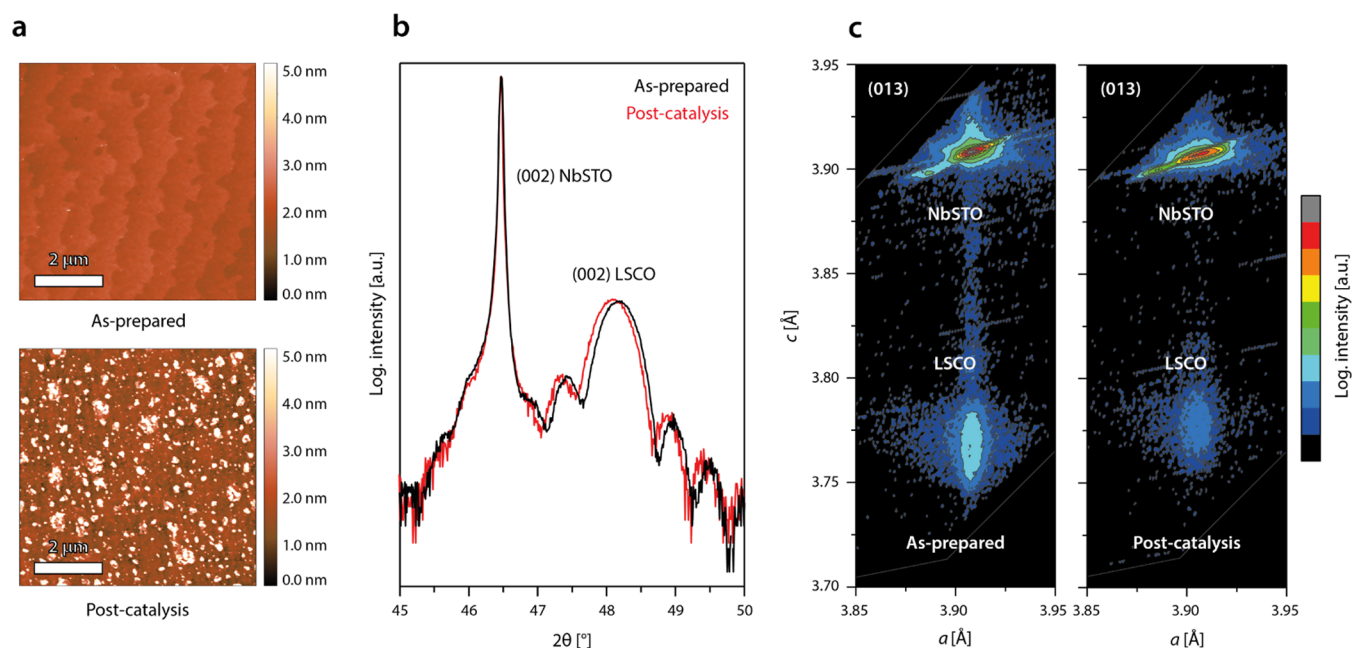 a
5.0 nm
4.0 nm
3.0 nm
2.0 nm
1.0 nm
0.0 nm
2 μm
As-prepared
5.0 nm
4.0 nm
3.0 nm
2.0 nm
1.0 nm
0.0 nm
2 μm
Post-catalysis
b
As-prepared
Post-catalysis
(002) NbSTO
(002) LSCO
Log. intensity [a.u.]
45 46 47 48 49 50
2θ [°]
c
(013)
NbSTO
LSCO
As-prepared
3.95
3.90
3.85
3.80
3.75
3.70
c [Å]
3.85 3.90 3.95
a [Å]
(013)
NbSTO
LSCO
Post-catalysis
3.85 3.90 3.95
a [Å]
Log. intensity [a.u.]